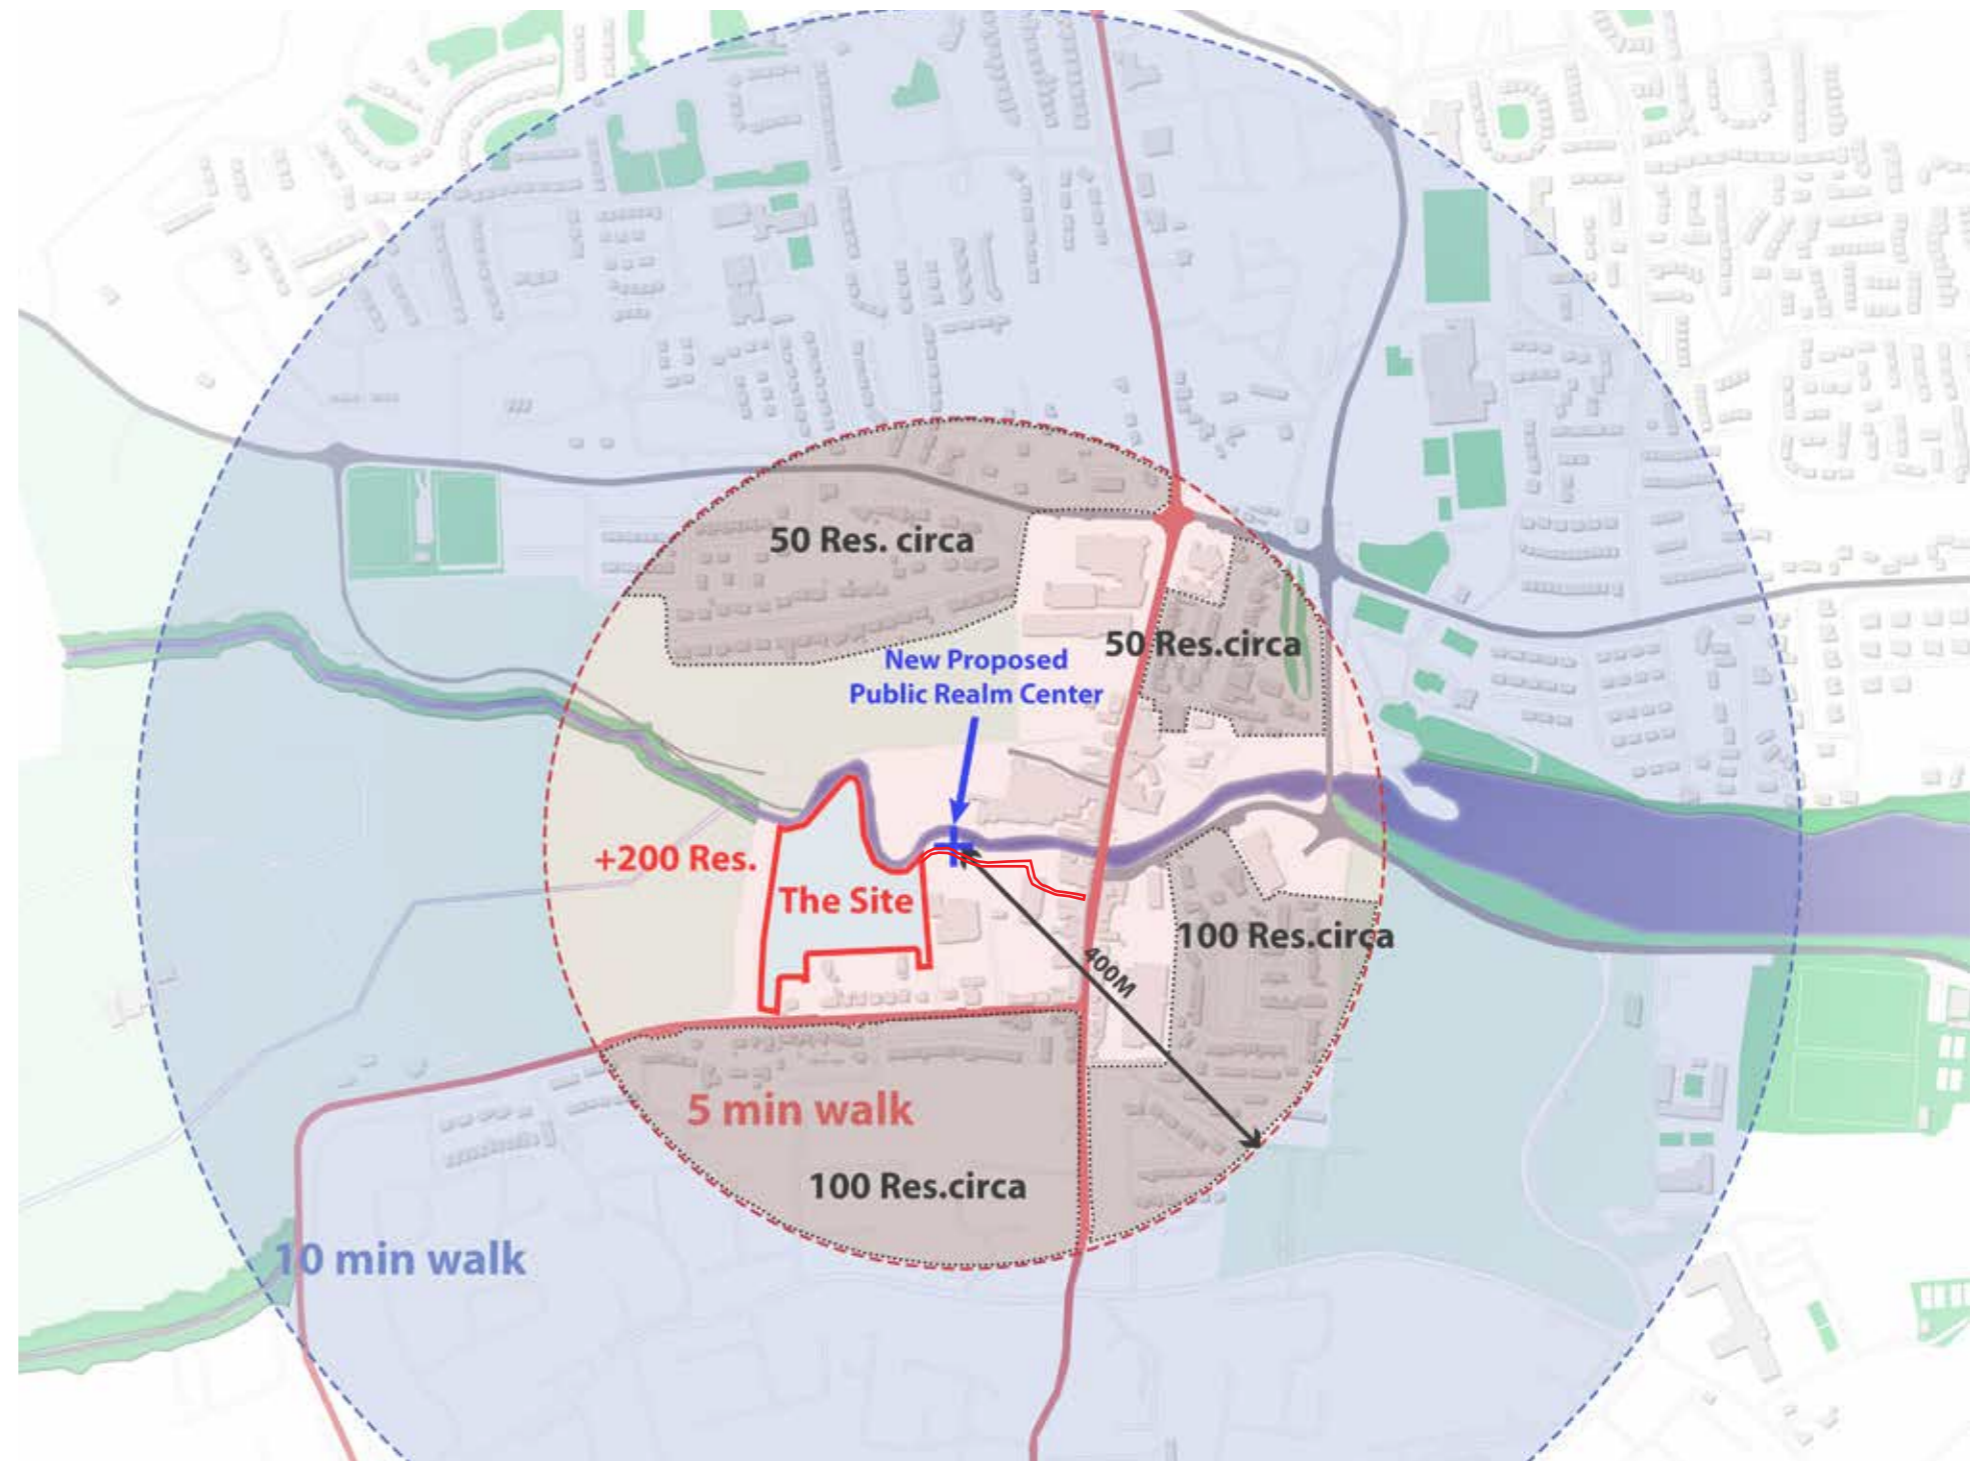 50 Res. circa
50 Res.circa
New Proposed
Public Realm Center
+200 Res.
The Site
100 Res.circa
400M
5 min walk
100 Res.circa
10 min walk